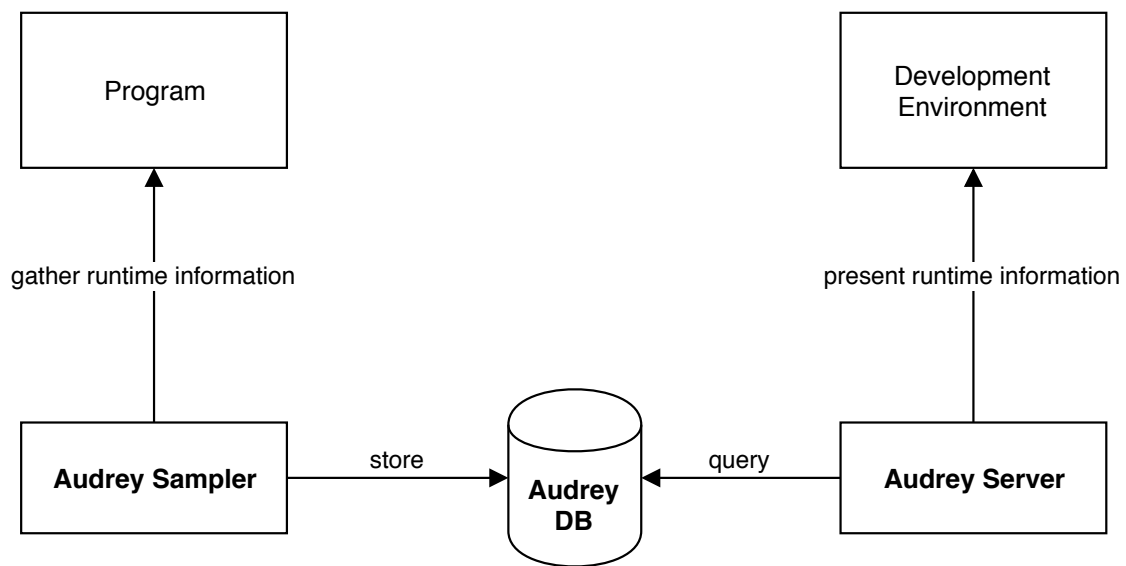 Program
Development
Environment
gather runtime information
present runtime information
Audrey Sampler
store
Audrey
DB
query
Audrey Server